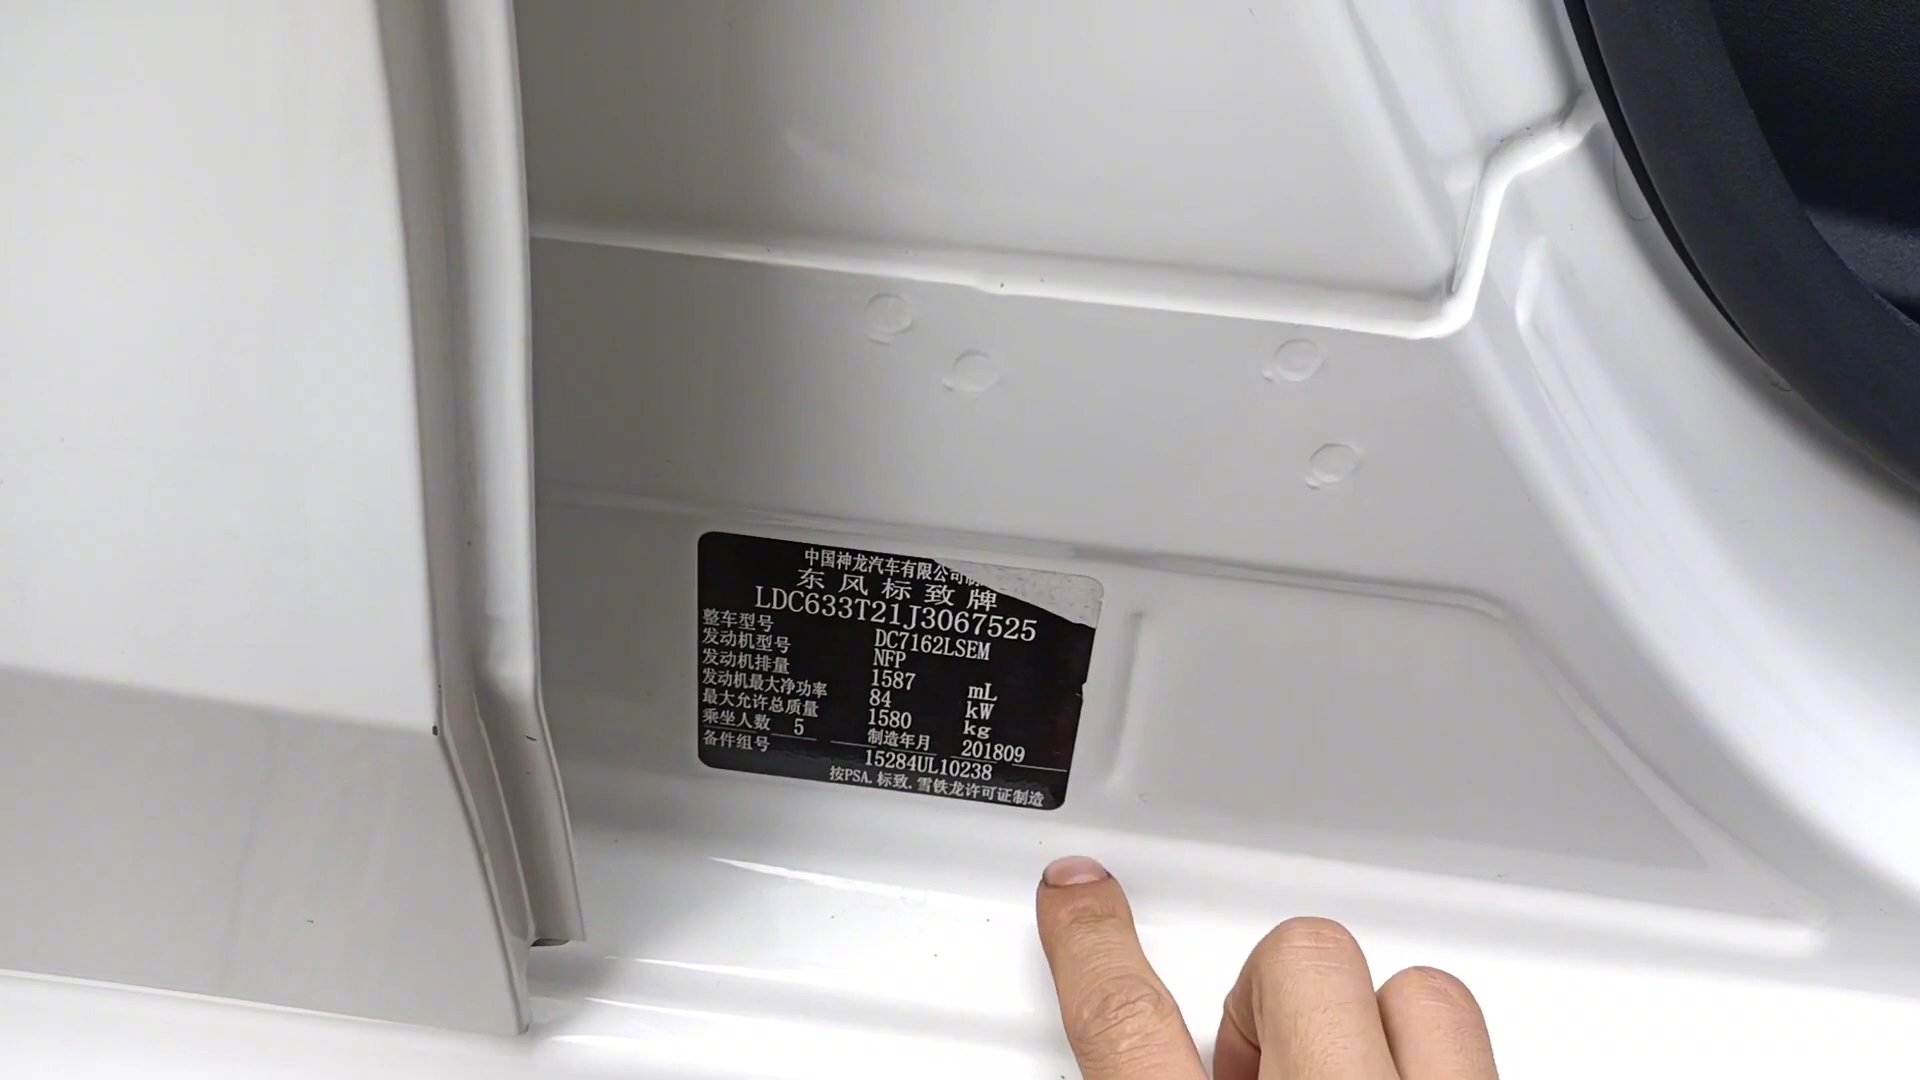 中国神龙汽车有限公司制
东风标致牌
LDC633T21J3067525
整车型号 DC7162LSEM
发动机型号 NFP
发动机排量 1587 mL
发动机最大净功率 84 kW
最大允许总质量 1580 kg
乘坐人数 5 制造年月 201809
备件组号 15284UL10238
按PSA.标致.雪铁龙许可证制造